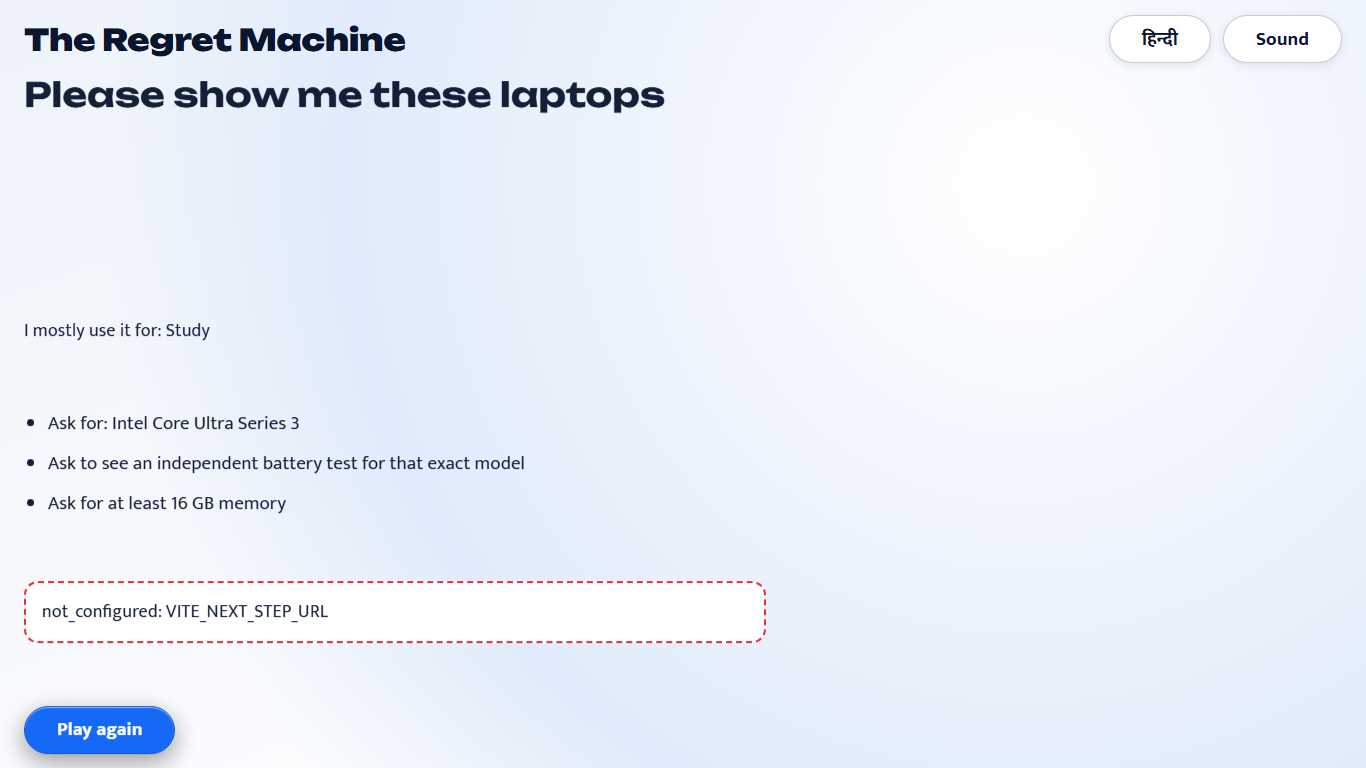 The Regret Machine
हिन्दी
Sound
Please show me these laptops
I mostly use it for: Study
Ask for: Intel Core Ultra Series 3
Ask to see an independent battery test for that exact model
Ask for at least 16 GB memory
not_configured: VITE_NEXT_STEP_URL
Play again